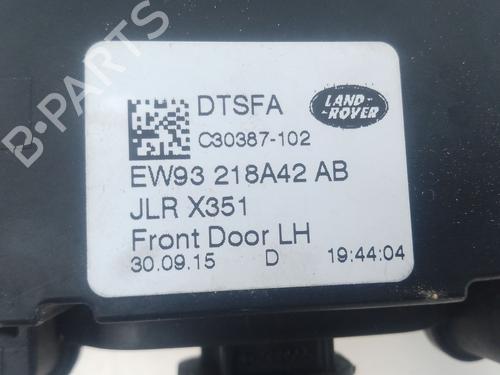 DTSFA
LAND-
ROVER
C30387-102
EW93 218A42 AB
JLR X351
Front Door LH
30.09.15 D 19:44:04